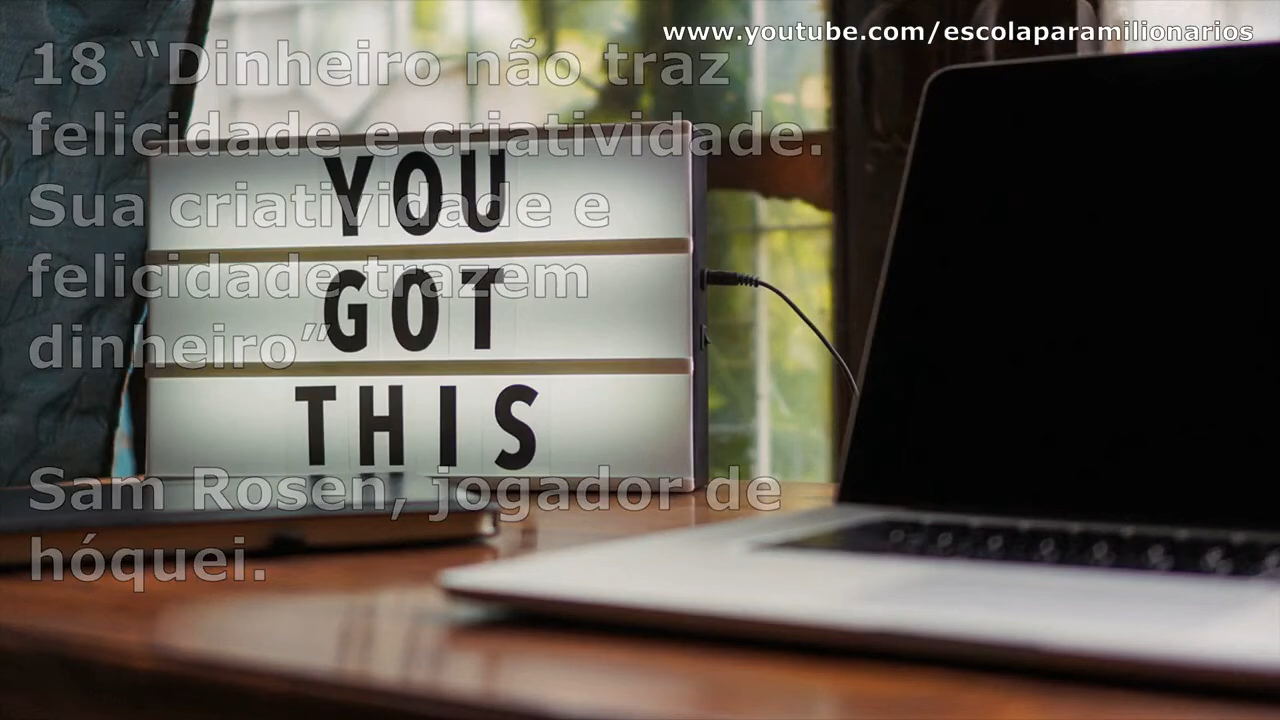 www.youtube.com/escolaparamilionarios
18 “Dinheiro não traz
felicidade e criatividade.
Sua criatividade e
felicidade trazem
dinheiro”
Sam Rosen, jogador de
hóquei.
YOU
GOT
THIS